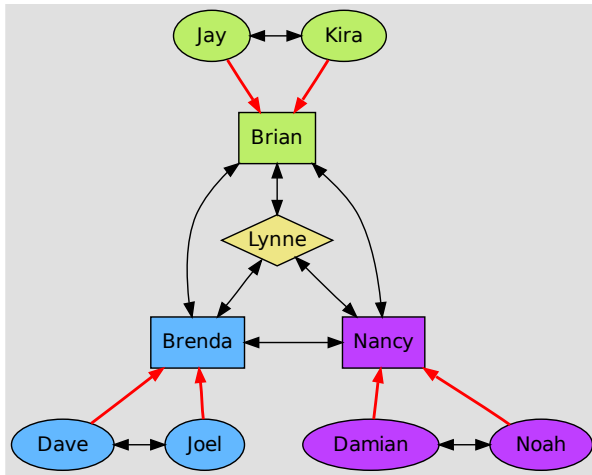 Jay
Kira
Brian
Lynne
Brenda
Nancy
Dave
Joel
Damian
Noah